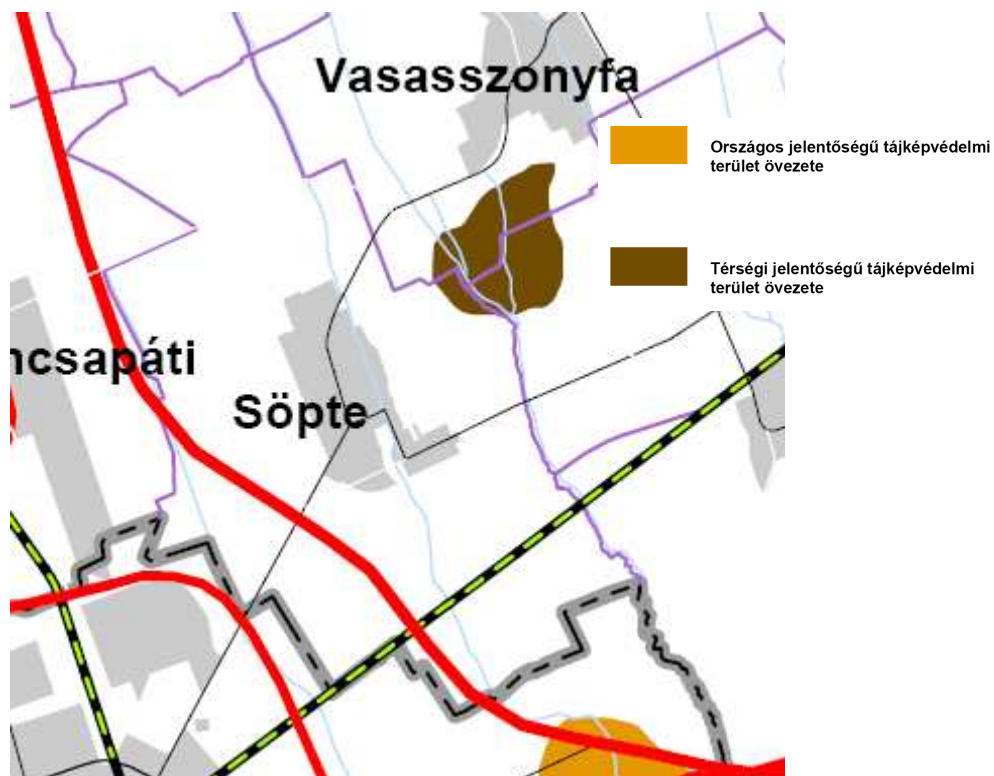 Vasasszonyfa
Országos jelentőségű tájképvédelmi
terület övezete
Térségi jelentőségű tájképvédelmi
terület övezete
ncsapáti
Söpte